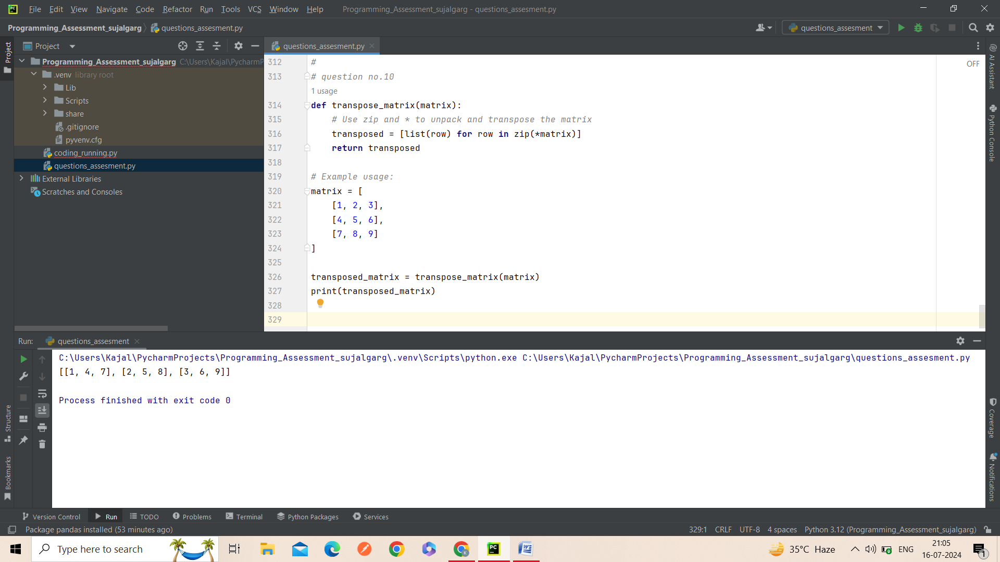 PC File Edit View Navigate Code Refactor Run Tools VCS Window Help Programming_Assessment_sujalgarg - questions_assesment.py
Programming_Assessment_sujalgarg questions_assesment.py questions_assesment
Project
Project
questions_assesment.py
Programming_Assessment_sujalgarg C:\Users\Kajal\PycharmP
.venv library root
Lib
Scripts
share
.gitignore
pyvenv.cfg
coding_running.py
questions_assesment.py
External Libraries
Scratches and Consoles
312 #
313 # question no.10
1 usage
314 def transpose_matrix(matrix):
315 # Use zip and * to unpack and transpose the matrix
316 transposed = [list(row) for row in zip(*matrix)]
317 return transposed
318
319 # Example usage:
320 matrix = [
321 [1, 2, 3],
322 [4, 5, 6],
323 [7, 8, 9]
324 ]
325
326 transposed_matrix = transpose_matrix(matrix)
327 print(transposed_matrix)
328
329
OFF
AI Assistant
Python Console
Run: questions_assesment
C:\Users\Kajal\PycharmProjects\Programming_Assessment_sujalgarg\.venv\Scripts\python.exe C:\Users\Kajal\PycharmProjects\Programming_Assessment_sujalgarg\questions_assesment.py
[[1, 4, 7], [2, 5, 8], [3, 6, 9]]
Process finished with exit code 0
Structure
Bookmarks
Coverage
Notifications
Version Control Run TODO Problems Terminal Python Packages Services
Package pandas installed (53 minutes ago) 329:1 CRLF UTF-8 4 spaces Python 3.12 (Programming_Assessment_sujalgarg)
Type here to search K PC W 35°C Haze ENG 21:05
16-07-2024 1